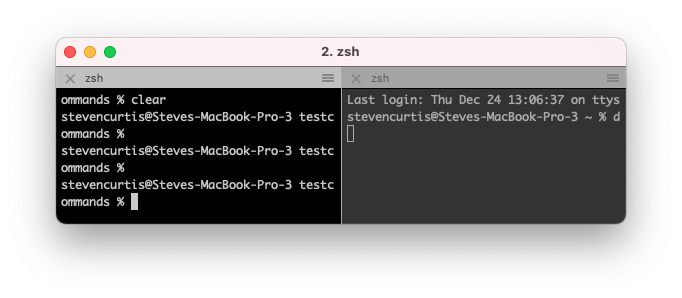 2. zsh
zsh
ommands % clear
stevencurtis@Steves-MacBook-Pro-3 testc
ommands %
stevencurtis@Steves-MacBook-Pro-3 testc
ommands %
stevencurtis@Steves-MacBook-Pro-3 testc
ommands %
zsh
Last login: Thu Dec 24 13:06:37 on ttys
stevencurtis@Steves-MacBook-Pro-3 ~ % d